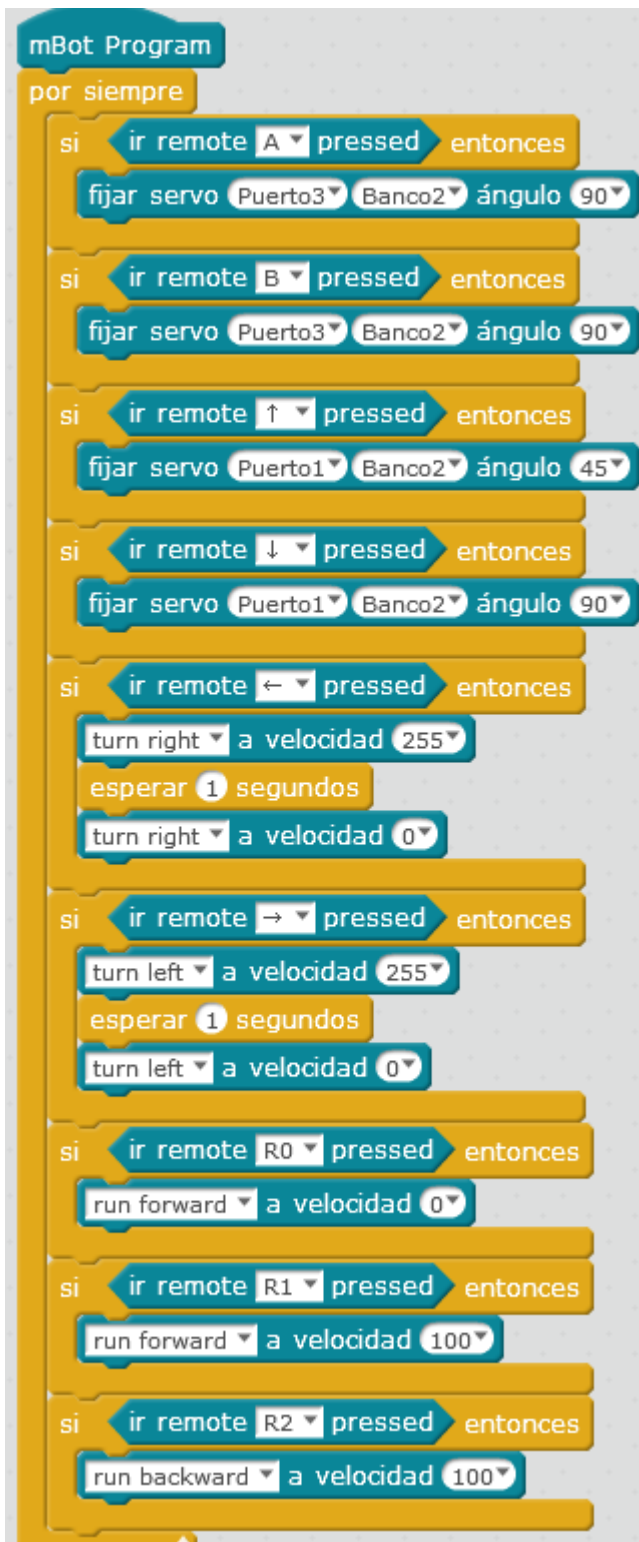 mBot Program
por siempre
si ir remote A pressed entonces
fijar servo Puerto3 Banco2 ángulo 90
si ir remote B pressed entonces
fijar servo Puerto3 Banco2 ángulo 90
si ir remote ↑ pressed entonces
fijar servo Puerto1 Banco2 ángulo 45
si ir remote ↓ pressed entonces
fijar servo Puerto1 Banco2 ángulo 90
si ir remote ← pressed entonces
turn right a velocidad 255
esperar 1 segundos
turn right a velocidad 0
si ir remote → pressed entonces
turn left a velocidad 255
esperar 1 segundos
turn left a velocidad 0
si ir remote R0 pressed entonces
run forward a velocidad 0
si ir remote R1 pressed entonces
run forward a velocidad 100
si ir remote R2 pressed entonces
run backward a velocidad 100